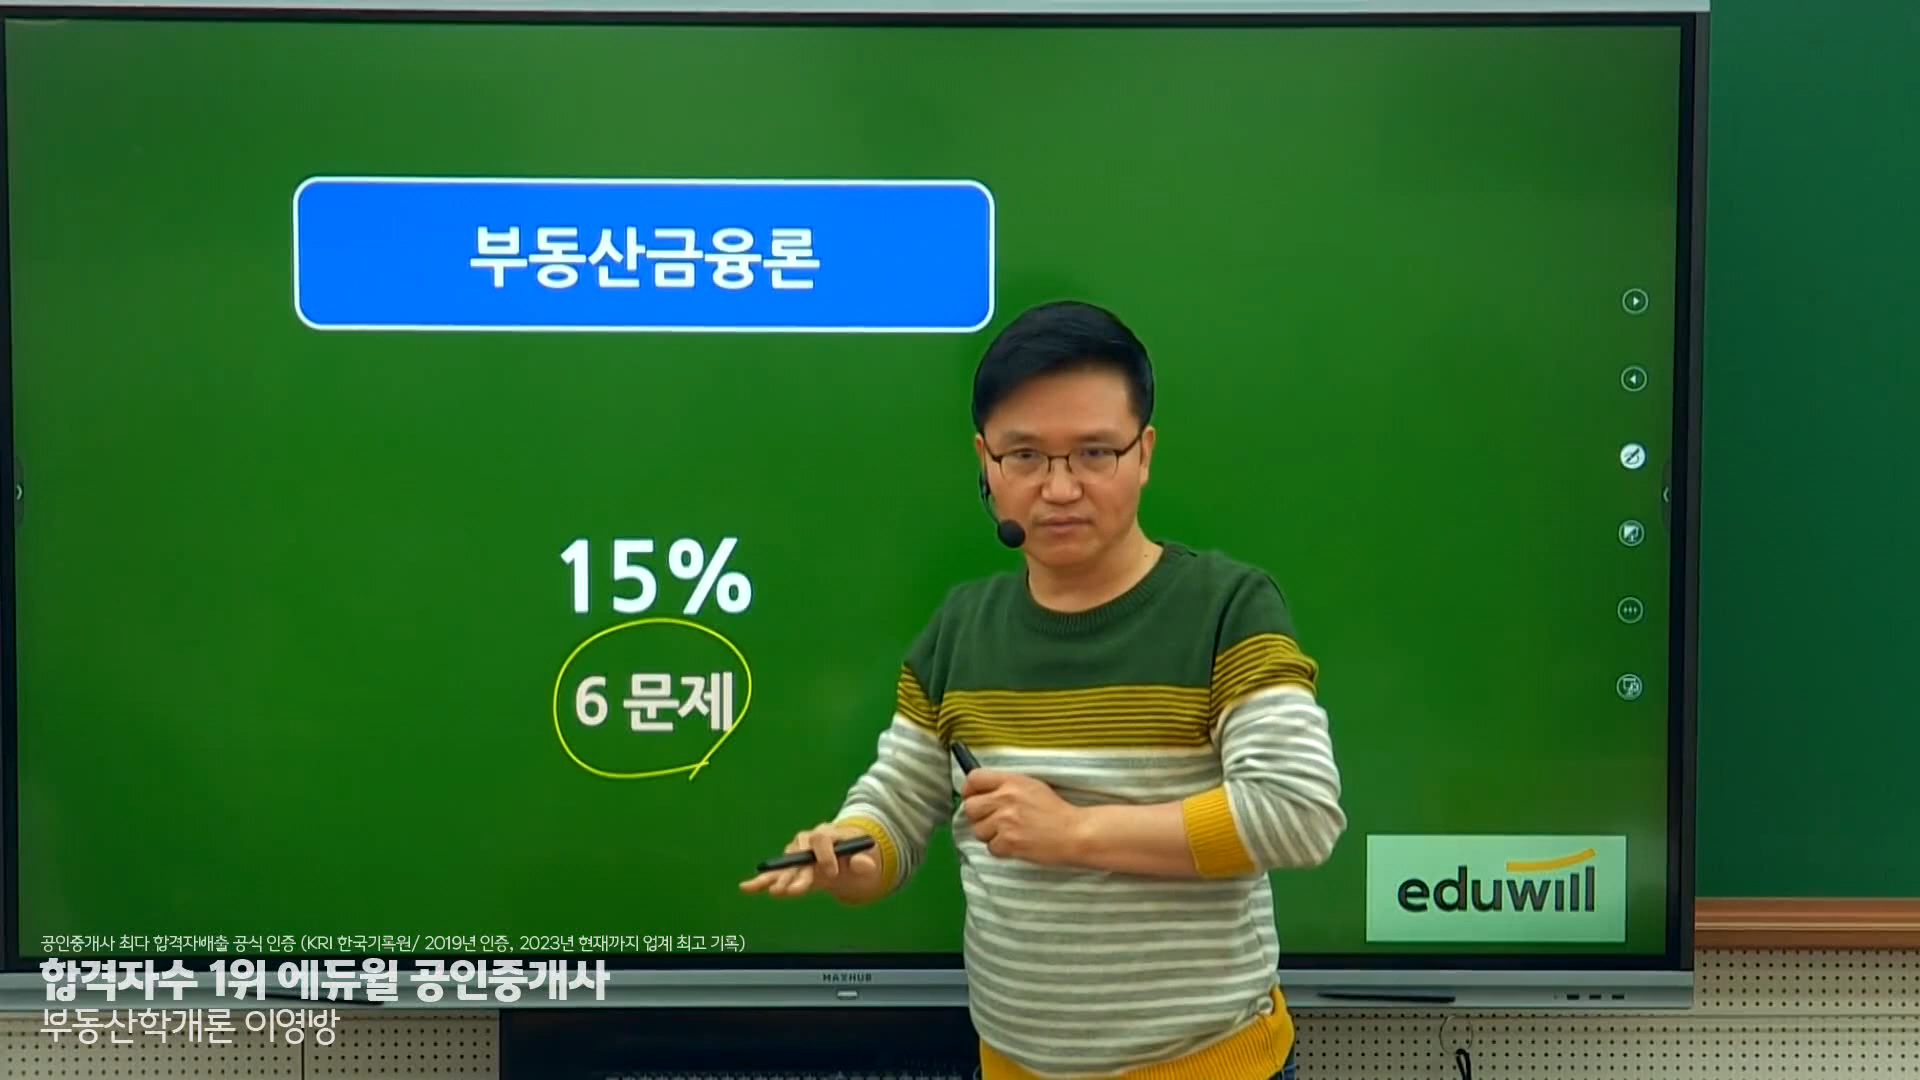 부동산금융론
15%
6 문제
eduwill
공인중개사 최다 합격자배출 공식 인증 (KRI 한국기록원/ 2019년 인증, 2023년 현재까지 업계 최고 기록)
합격자수 1위 에듀윌 공인중개사
MAXHUB
부동산학개론 이영방